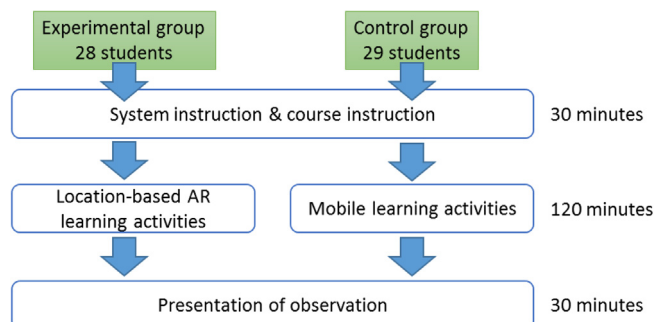 Experimental group
28 students
Control group
29 students
System instruction & course instruction
30 minutes
Location-based AR
learning activities
Mobile learning activities
120 minutes
Presentation of observation
30 minutes